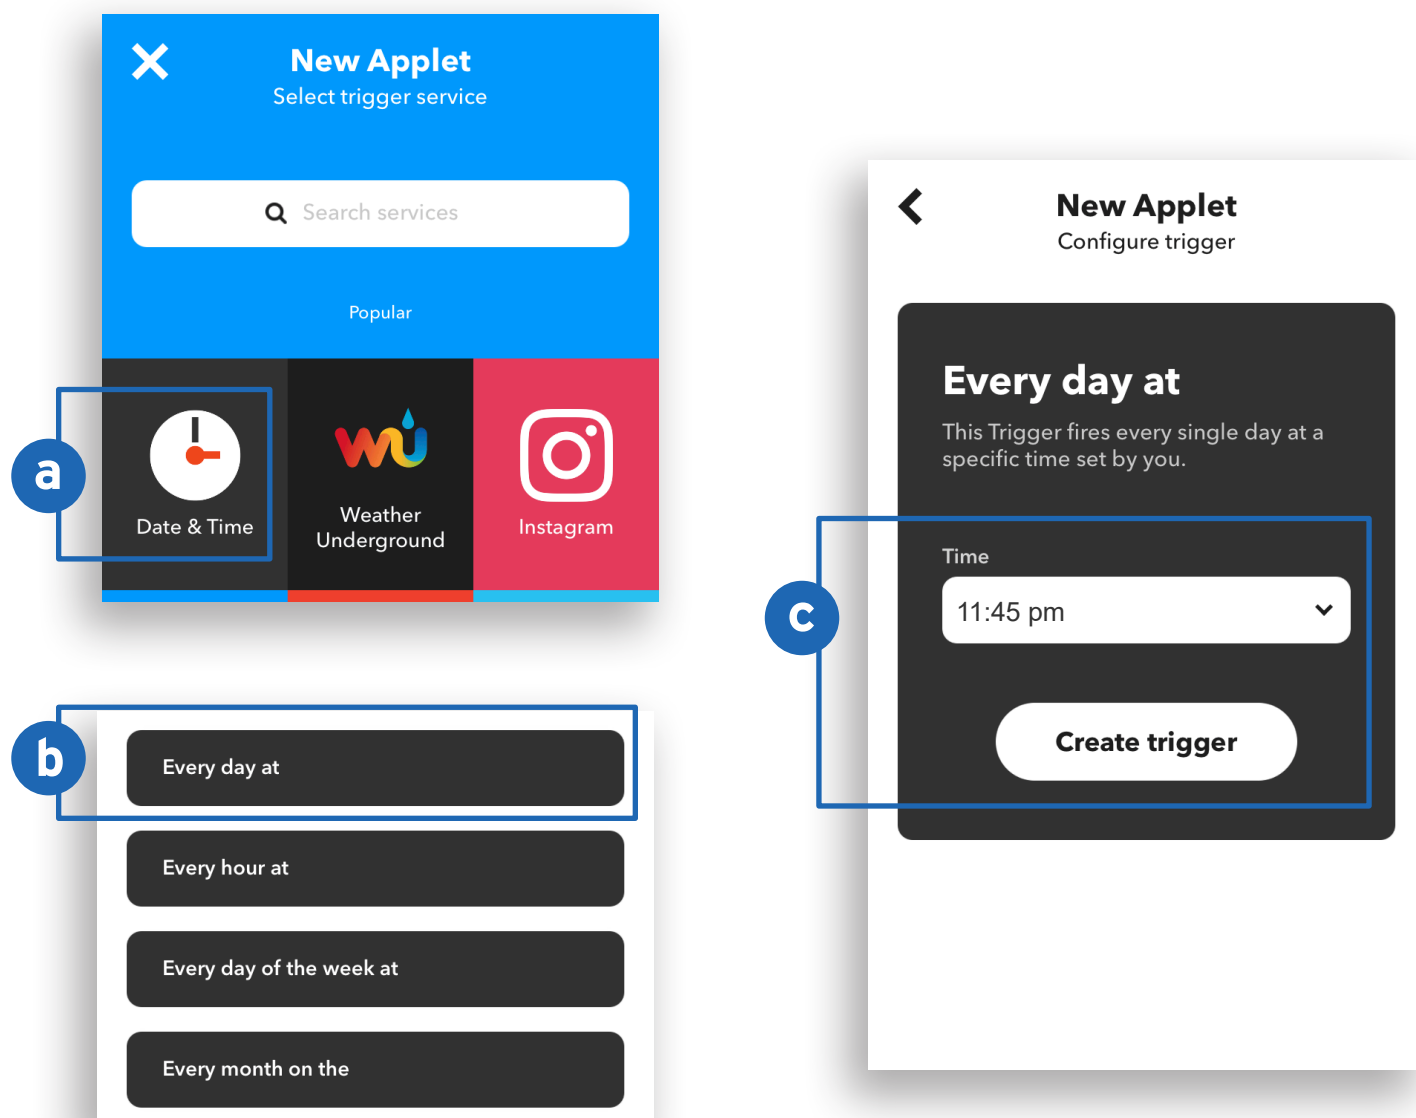 New Applet
Select trigger service
Search services
Popular
a
Date & Time
wu
Weather
Underground
Instagram
b
Every day at
Every hour at
Every day of the week at
Every month on the
New Applet
Configure trigger
Every day at
This Trigger fires every single day at a
specific time set by you.
c
Time
11:45 pm
Create trigger